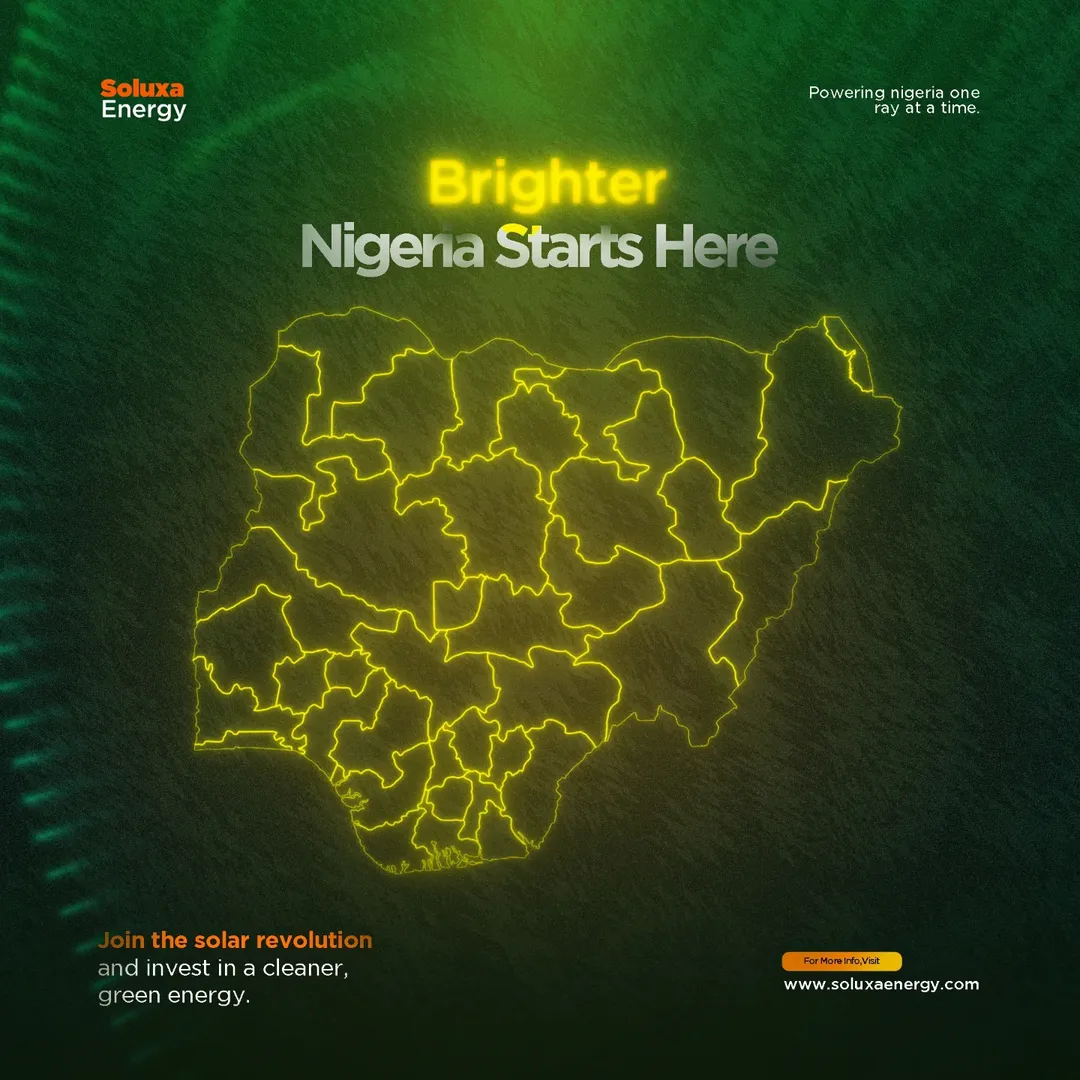 Soluxa
Energy
Powering nigeria one
ray at a time.
Brighter
Nigeria Starts Here
Join the solar revolution
and invest in a cleaner,
green energy.
For More Info,Visit
www.soluxaenergy.com